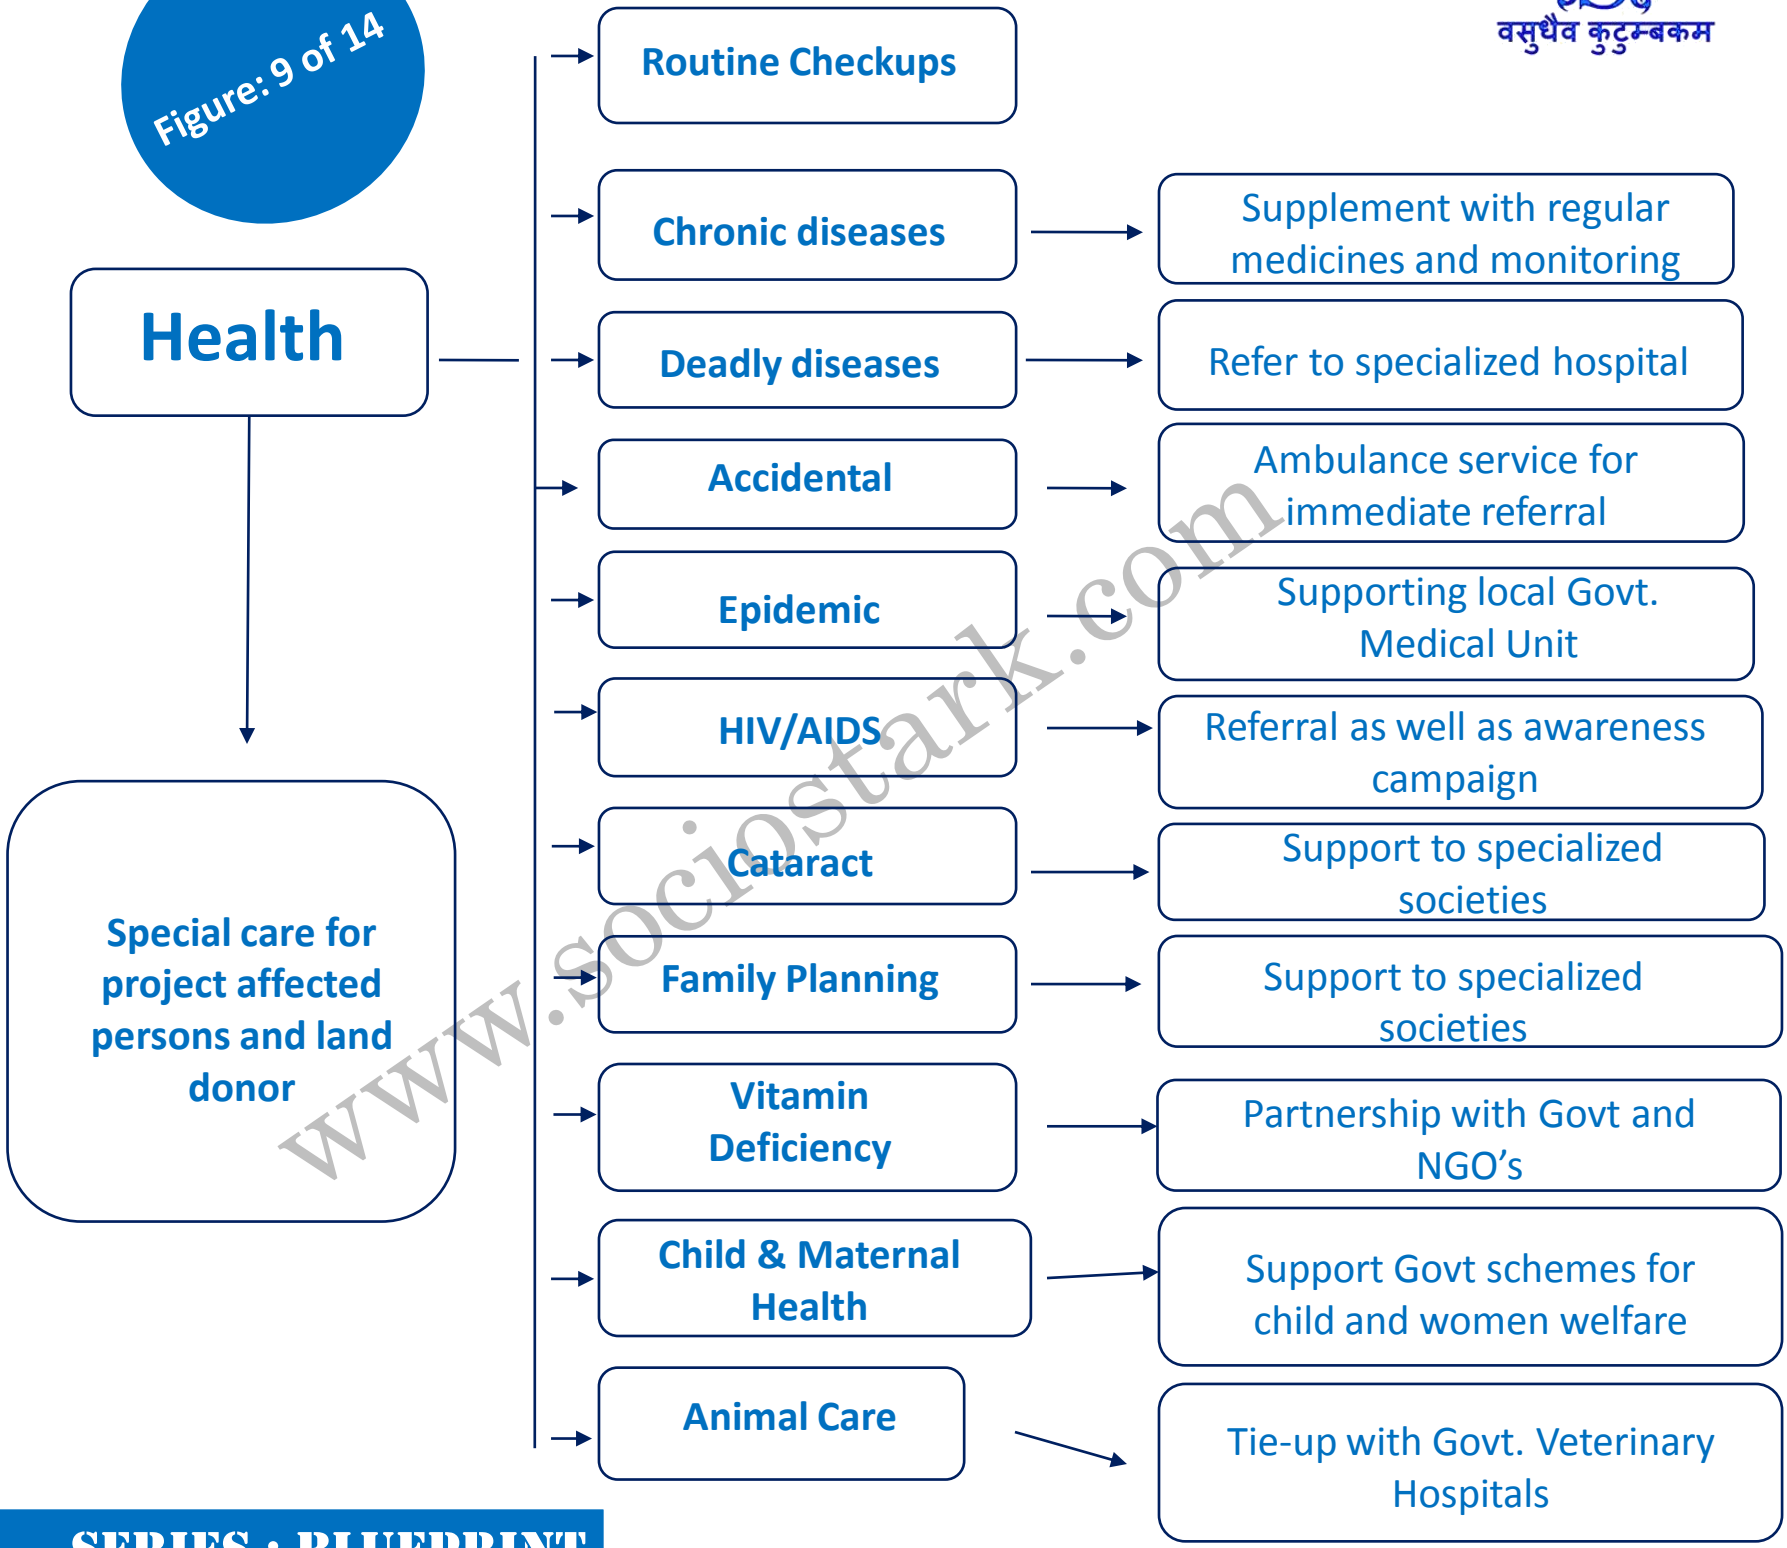 Figure: 9 of 14
वसुधैव कुटुम्बकम
Health
Special care for
project affected
persons and land
donor
Routine Checkups
Chronic diseases
Supplement with regular
medicines and monitoring
Deadly diseases
Refer to specialized hospital
Accidental
Ambulance service for
immediate referral
Epidemic
Supporting local Govt.
Medical Unit
HIV/AIDS
Referral as well as awareness
campaign
Cataract
Support to specialized
societies
Family Planning
Support to specialized
societies
Vitamin
Deficiency
Partnership with Govt and
NGO’s
Child & Maternal
Health
Support Govt schemes for
child and women welfare
Animal Care
Tie-up with Govt. Veterinary
Hospitals
www.sociostark.com
SERIES : BLUEPRINT